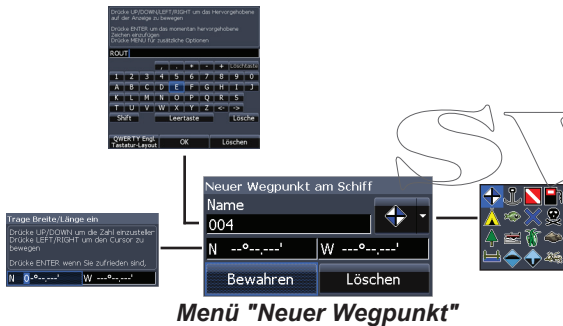 Drücke UP/DOWN/LEFT/RIGHT um das Hervorgehobene
auf der Anzeige zu bewegen
Drücke ENTER um das momentan hervorgehobene
Zeichen einzufügen.
Drücke MENU für zusätzliche Optionen
ROUT
, . * - + Löschtaste
1 2 3 4 5 6 7 8 9 0
A B C D E F G H I J
K L M N O P Q R S
T U V W X Y Z <- ->
Shift Leertaste Lösche
QWERTY Engl. Tastatur-Layout OK Löschen
Neuer Wegpunkt am Schiff
Name
004
N --°--.---' W ---°--.---'
Bewahren Löschen
Trage Breite/Länge ein
Drücke UP/DOWN um die Zahl einzusteller
Drücke LEFT/RIGHT um den Cursor zu
bewegen
Drücke ENTER wenn Sie zufrieden sind,
N 0-°--.---' W ---°--.---'
Menü "Neuer Wegpunkt"